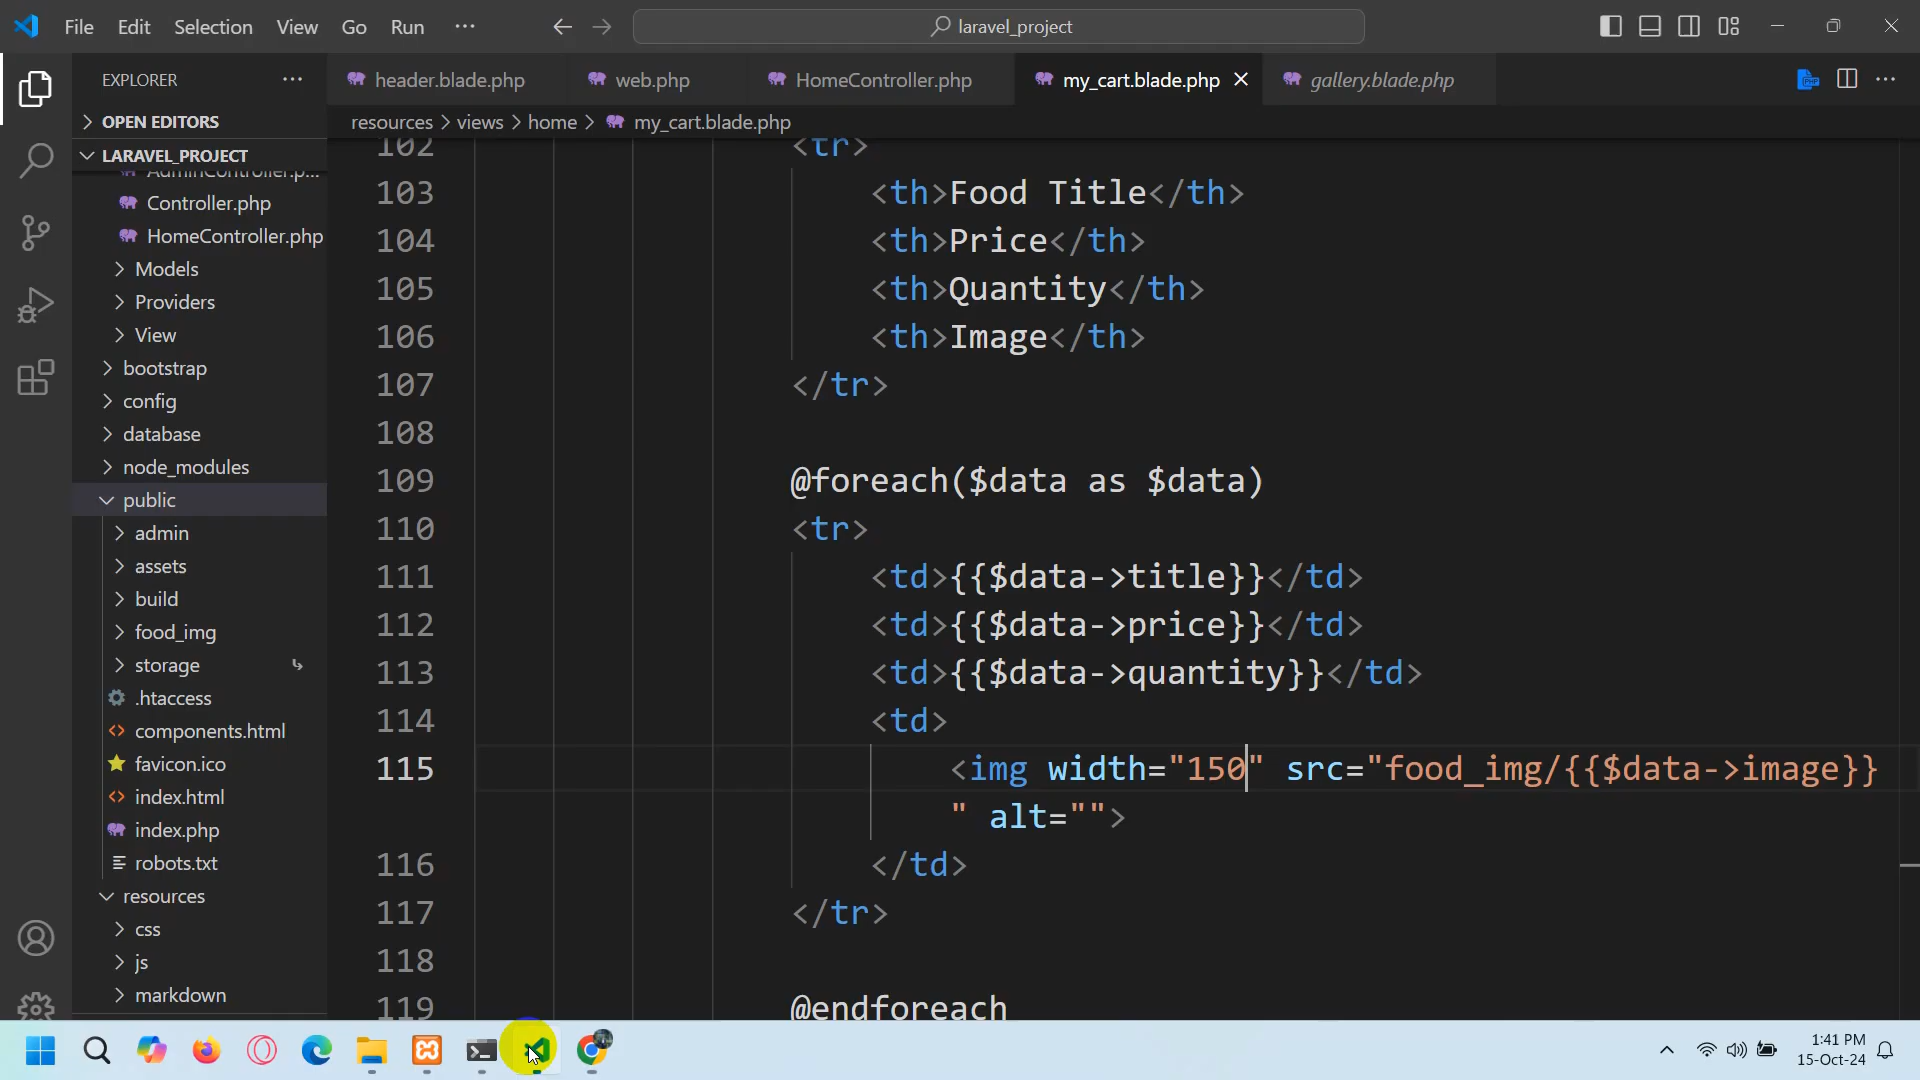 File Edit Selection View Go Run ··· laravel_project
EXPLORER ···
header.blade.php web.php HomeController.php my_cart.blade.php gallery.blade.php
OPEN EDITORS
resources > views > home > my_cart.blade.php
LARAVEL_PROJECT
AdminController.p...
Controller.php
HomeController.php
Models
Providers
View
bootstrap
config
database
node_modules
public
admin
assets
build
food_img
storage
.htaccess
components.html
favicon.ico
index.html
index.php
robots.txt
resources
css
js
markdown
102 <tr>
103 <th>Food Title</th>
104 <th>Price</th>
105 <th>Quantity</th>
106 <th>Image</th>
107 </tr>
108
109 @foreach($data as $data)
110 <tr>
111 <td>{{$data->title}}</td>
112 <td>{{$data->price}}</td>
113 <td>{{$data->quantity}}</td>
114 <td>
115 <img width="150" src="food_img/{{$data->image}}
" alt="">
116 </td>
117 </tr>
118
119 @endforeach
1:41 PM
15-Oct-24